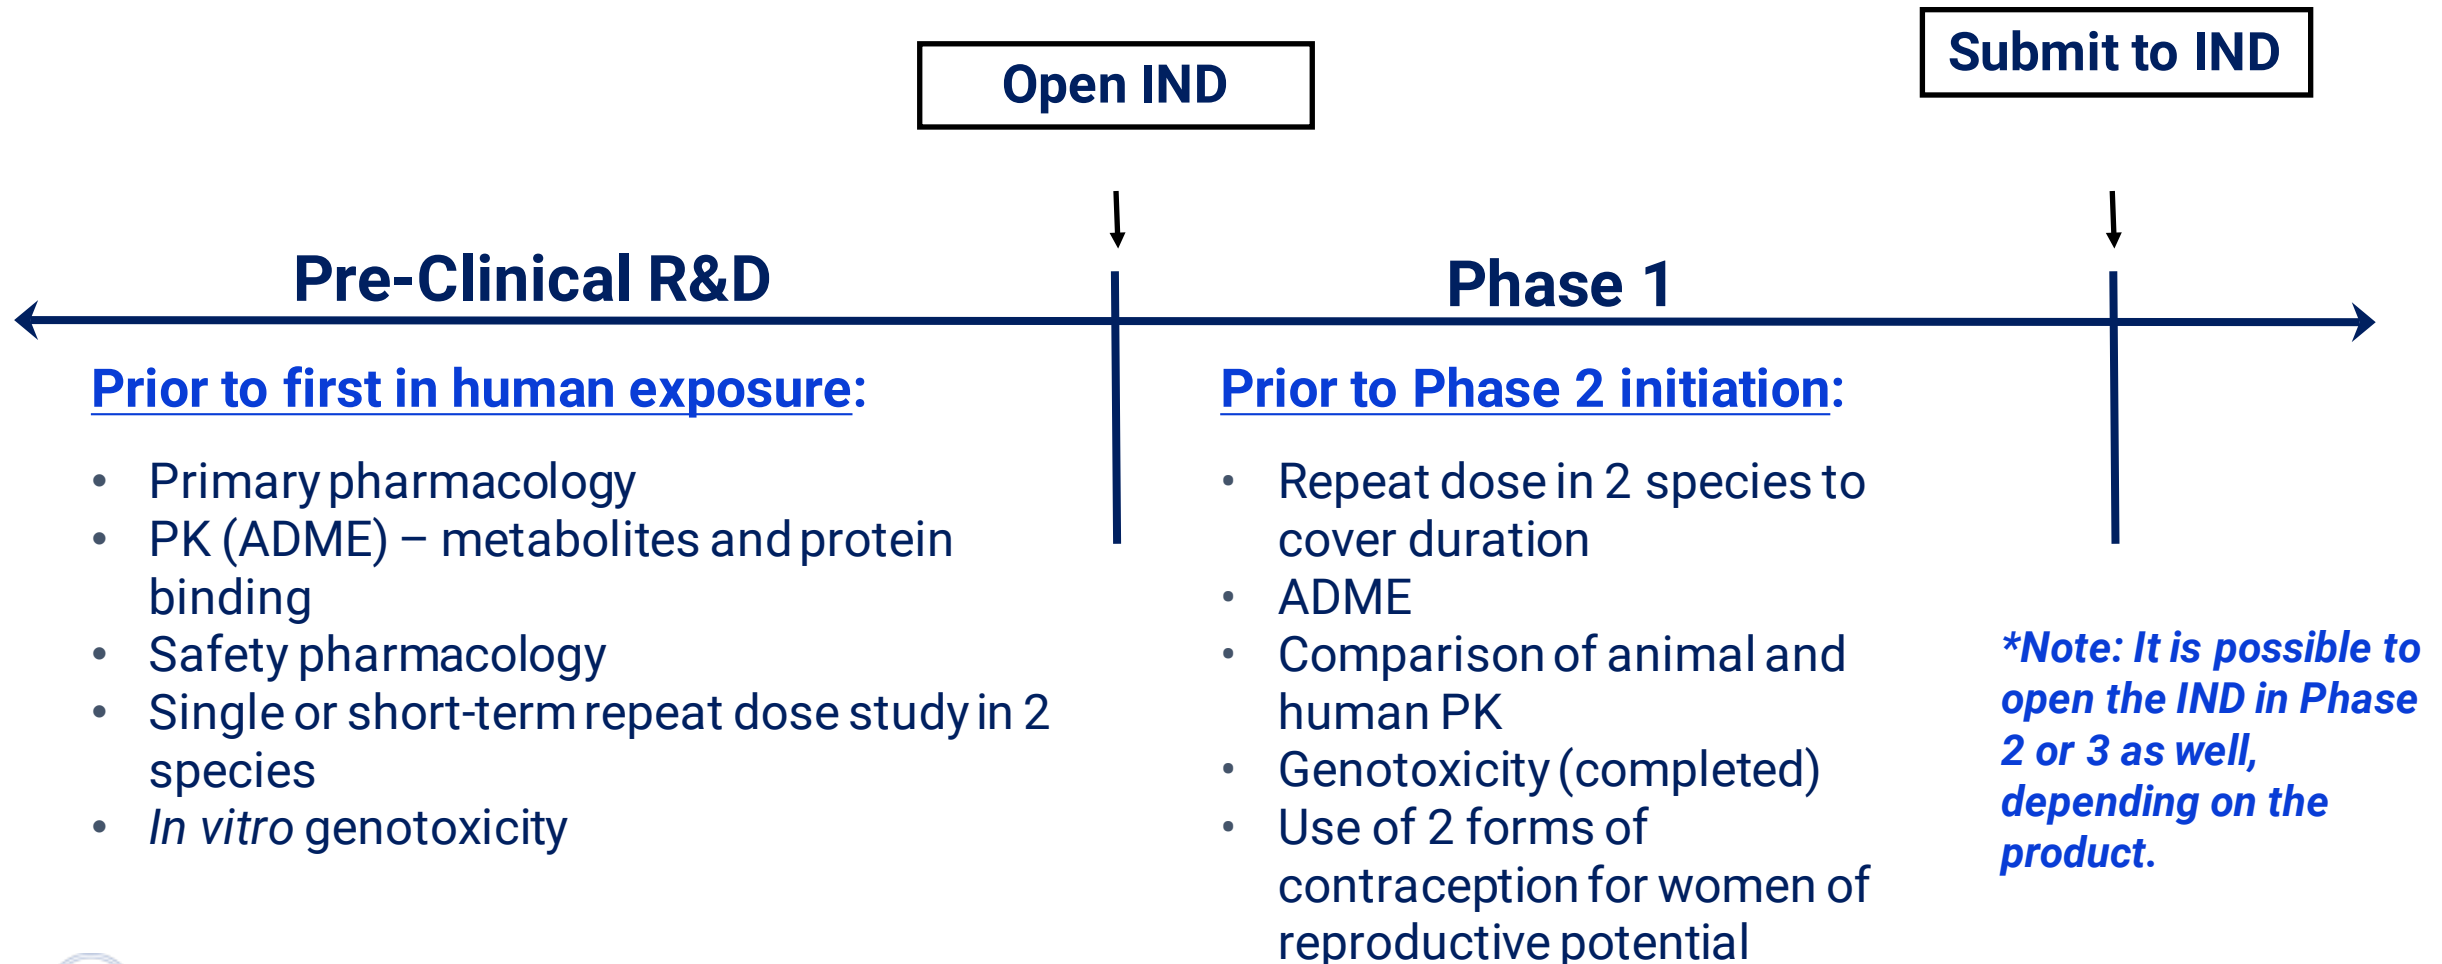 Open IND
Submit to IND
Pre-Clinical R&D
Phase 1
Prior to first in human exposure:
• Primary pharmacology
• PK (ADME) – metabolites and protein
binding
• Safety pharmacology
• Single or short-term repeat dose study in 2
species
• In vitro genotoxicity
Prior to Phase 2 initiation:
• Repeat dose in 2 species to
cover duration
• ADME
• Comparison of animal and
human PK
• Genotoxicity (completed)
• Use of 2 forms of
contraception for women of
reproductive potential
*Note: It is possible to
open the IND in Phase
2 or 3 as well,
depending on the
product.